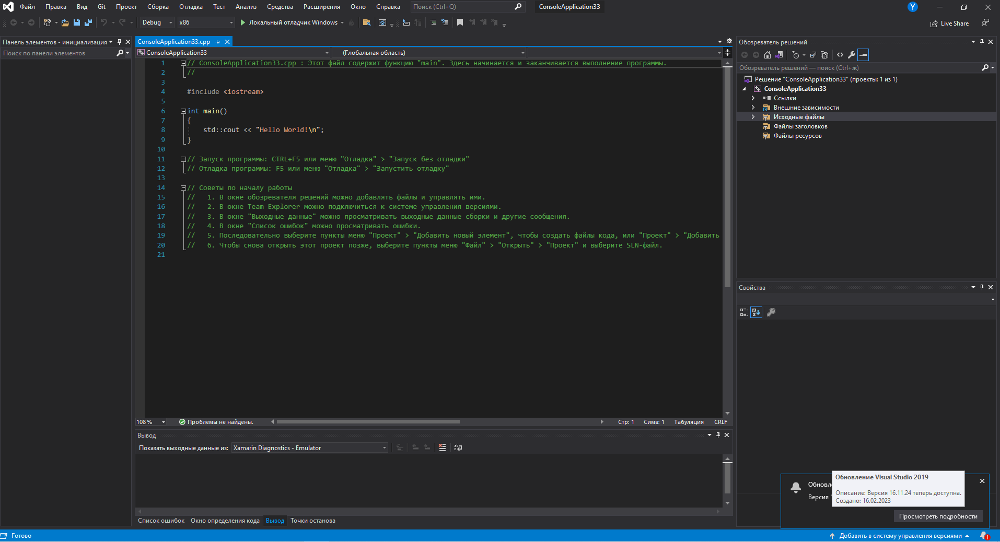 Файл Правка Вид Git Проект Сборка Отладка Тест Анализ Средства Расширения Окно Справка Поиск (Ctrl+Q) ConsoleApplication33 Y
Debug x86 Локальный отладчик Windows Live Share
Панель элементов - инициализация
Поиск по панели элементов
ConsoleApplication33.cpp
ConsoleApplication33 (Глобальная область)
1 // ConsoleApplication33.cpp : Этот файл содержит функцию "main". Здесь начинается и заканчивается выполнение программы.
2 //
3
4 #include <iostream>
5
6 int main()
7 {
8 std::cout << "Hello World!\n";
9 }
10
11 // Запуск программы: CTRL+F5 или меню "Отладка" > "Запуск без отладки"
12 // Отладка программы: F5 или меню "Отладка" > "Запустить отладку"
13
14 // Советы по началу работы
15 // 1. В окне обозревателя решений можно добавлять файлы и управлять ими.
16 // 2. В окне Team Explorer можно подключиться к системе управления версиями.
17 // 3. В окне "Выходные данные" можно просматривать выходные данные сборки и другие сообщения.
18 // 4. В окне "Список ошибок" можно просматривать ошибки.
19 // 5. Последовательно выберите пункты меню "Проект" > "Добавить новый элемент", чтобы создать файлы кода, или "Проект" > "Добавить
20 // 6. Чтобы снова открыть этот проект позже, выберите пункты меню "Файл" > "Открыть" > "Проект" и выберите SLN-файл.
21
108 % Проблемы не найдены. Стр: 1 Симв: 1 Табуляция CRLF
Вывод
Показать выходные данные из: Xamarin Diagnostics - Emulator
Список ошибок Окно определения кода Вывод Точки останова
Обозреватель решений
Обозреватель решений — поиск (Ctrl+ж)
Решение "ConsoleApplication33" (проекты: 1 из 1)
ConsoleApplication33
Ссылки
Внешние зависимости
Исходные файлы
Файлы заголовков
Файлы ресурсов
Свойства
Обновл
Версия
Обновление Visual Studio 2019
Описание: Версия 16.11.24 теперь доступна.
Создано: 16.02.2023
Просмотреть подробности
Готово Добавить в систему управления версиями 1